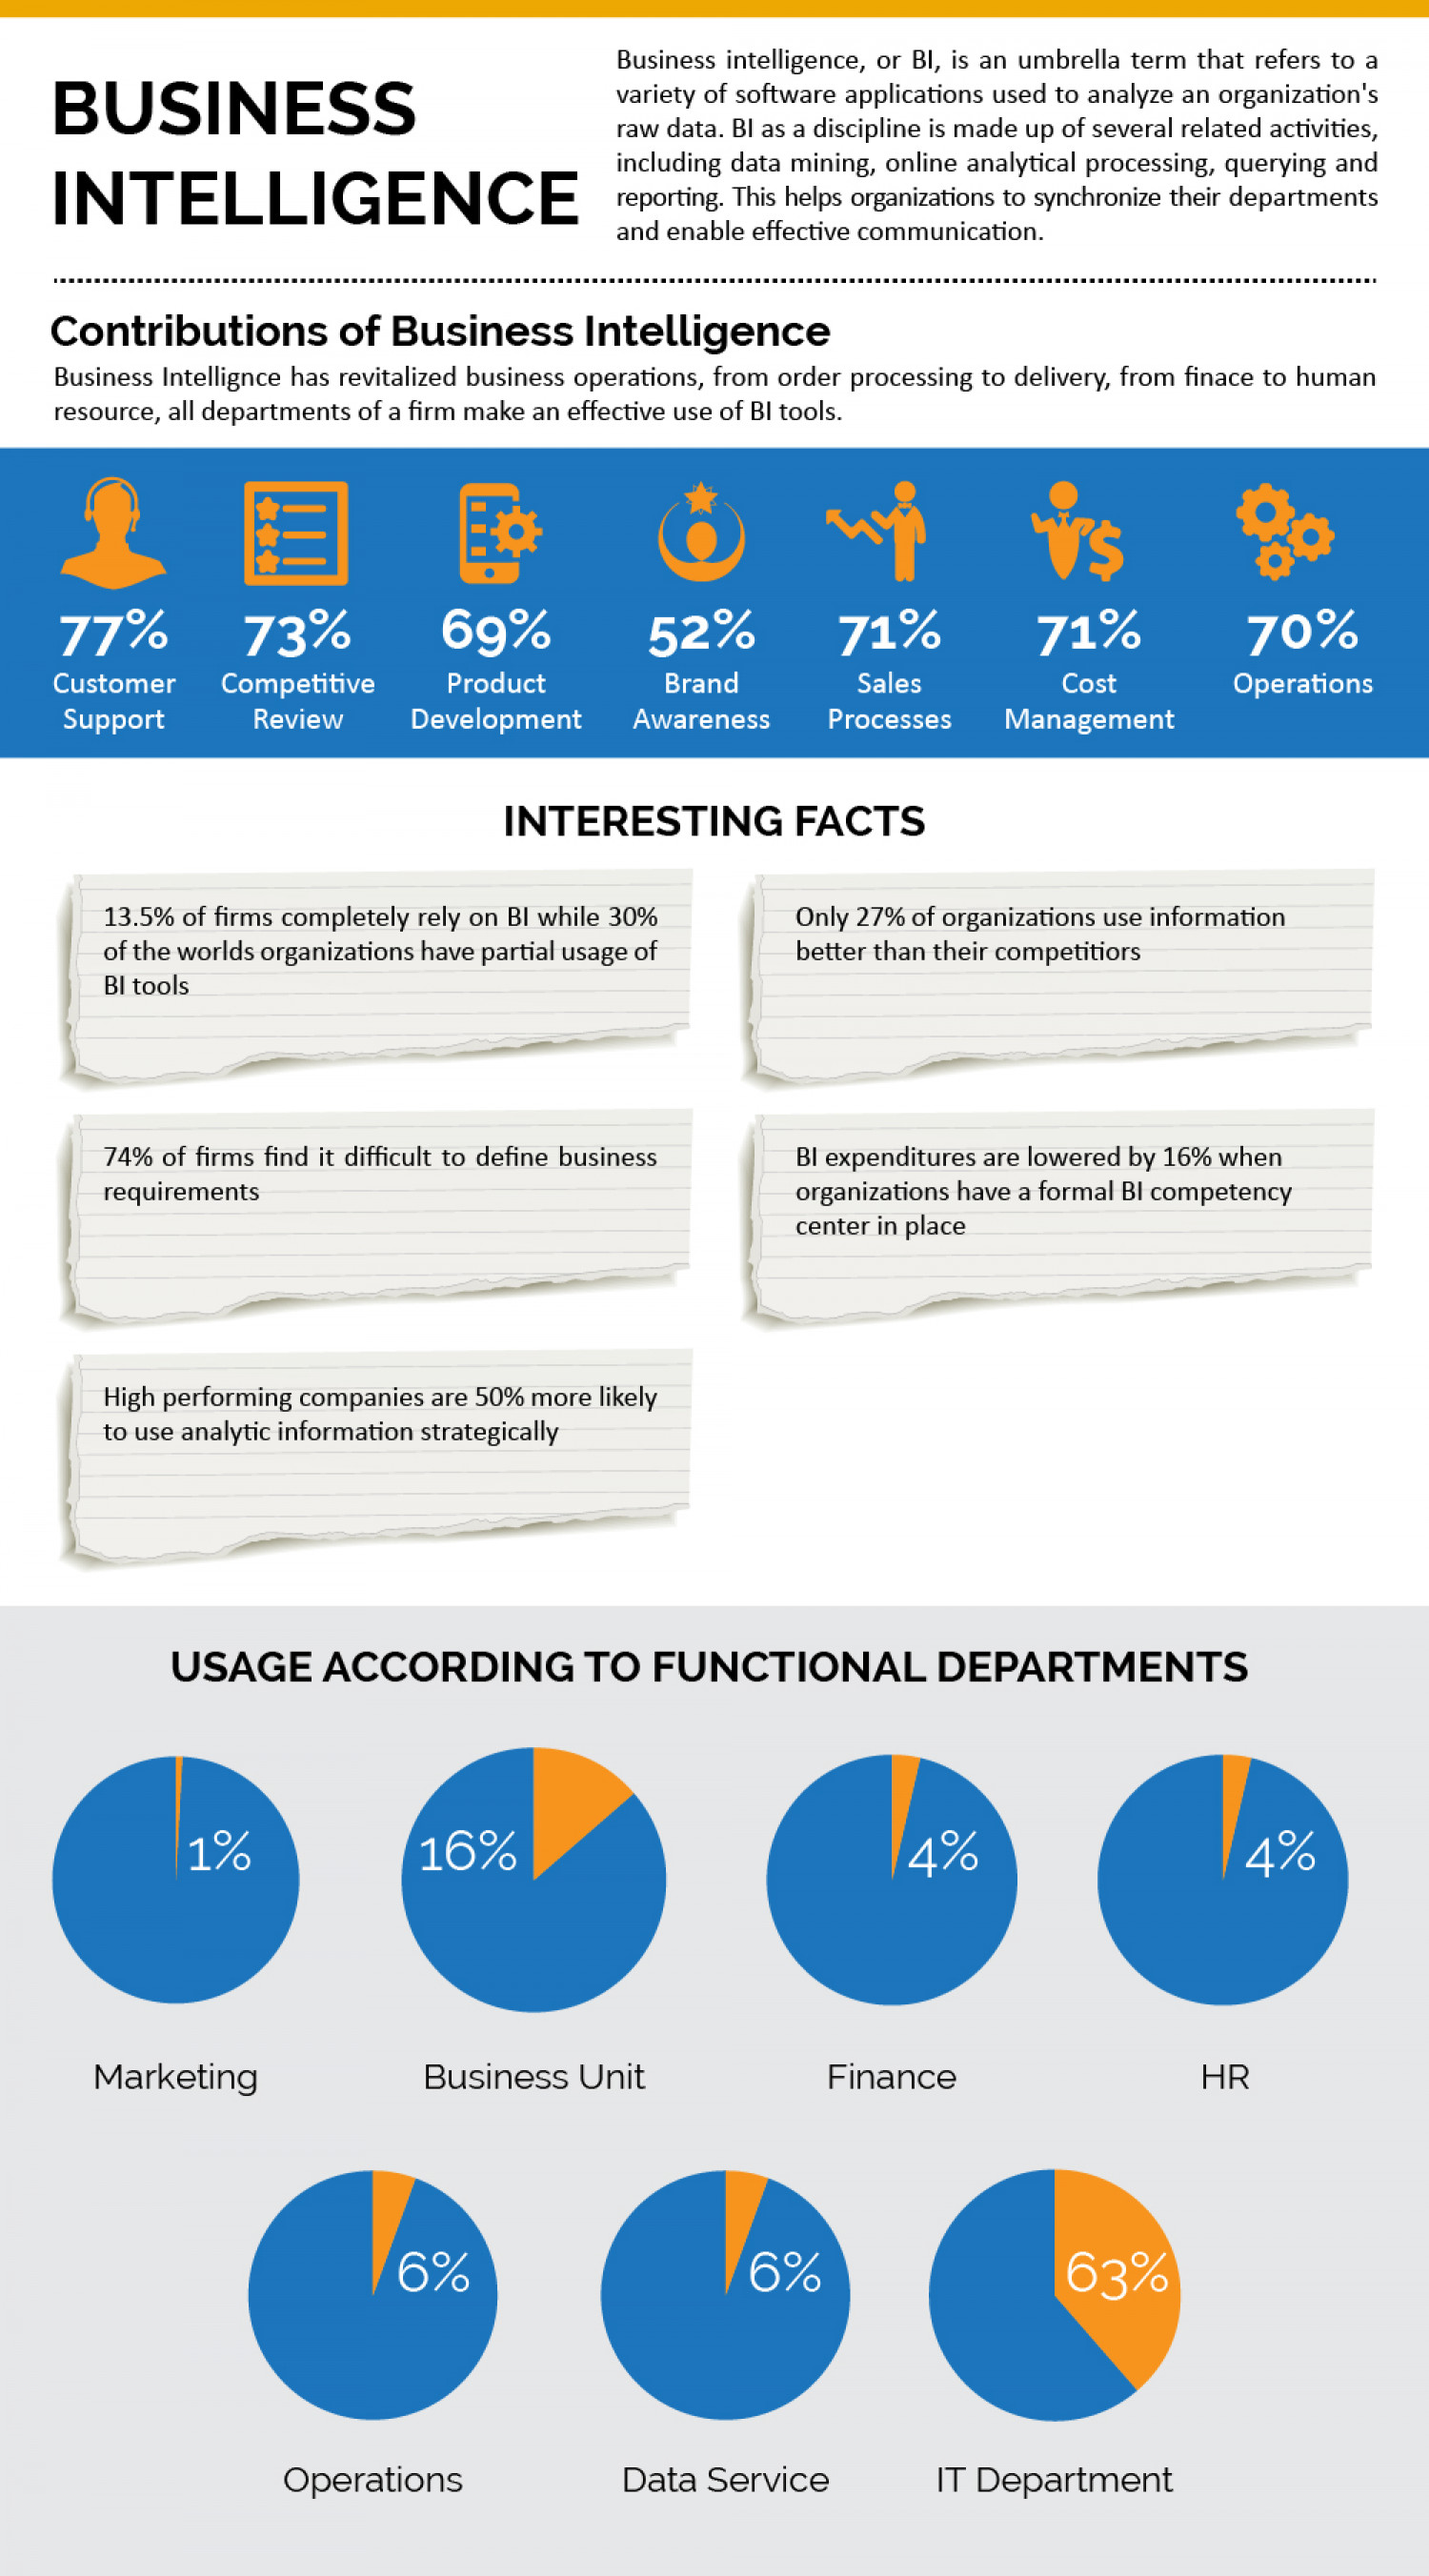 BUSINESS
INTELLIGENCE
Business intelligence, or BI, is an umbrella term that refers to a
variety of software applications used to analyze an organization's
raw data. BI as a discipline is made up of several related activities,
including data mining, online analytical processing, querying and
reporting. This helps organizations to synchronize their departments
and enable effective communication.
Contributions of Business Intelligence
Business Intellignce has revitalized business operations, from order processing to delivery, from finace to human
resource, all departments of a firm make an effective use of BI tools.
77%
Customer
Support
73%
Competitive
Review
69%
Product
Development
52%
Brand
Awareness
71%
Sales
Processes
71%
Cost
Management
70%
Operations
INTERESTING FACTS
13.5% of firms completely rely on BI while 30%
of the worlds organizations have partial usage of
BI tools
Only 27% of organizations use information
better than their competitiors
74% of firms find it difficult to define business
requirements
BI expenditures are lowered by 16% when
organizations have a formal BI competency
center in place
High performing companies are 50% more likely
to use analytic information strategically
USAGE ACCORDING TO FUNCTIONAL DEPARTMENTS
1%
Marketing
16%
Business Unit
4%
Finance
4%
HR
6%
Operations
6%
Data Service
63%
IT Department